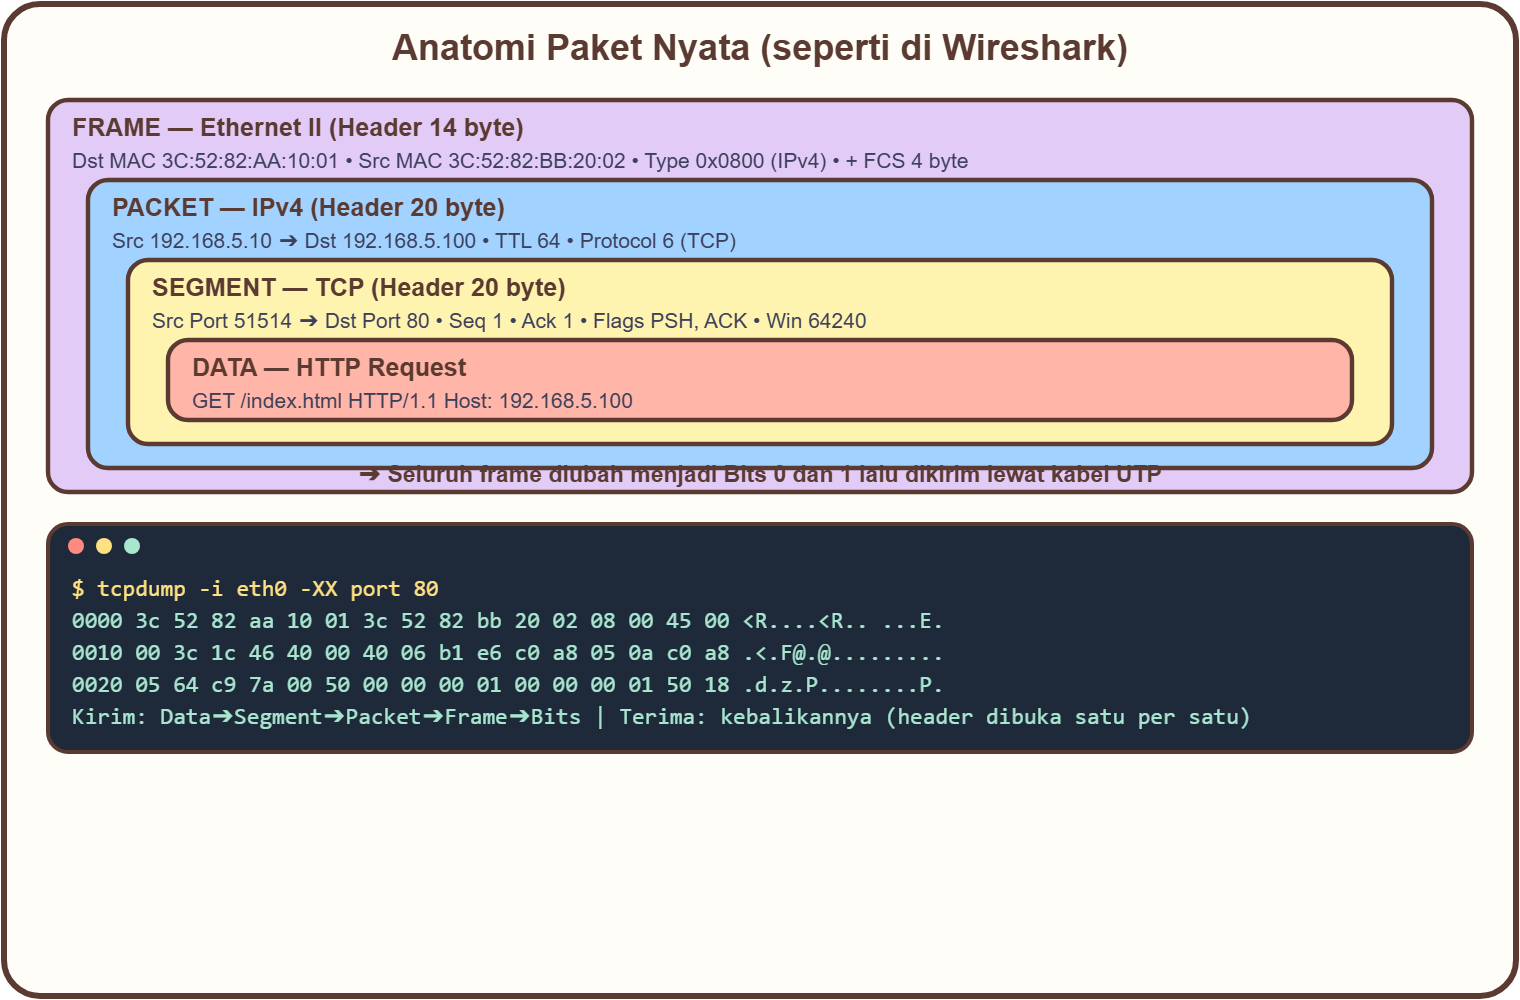 Anatomi Paket Nyata (seperti di Wireshark)
FRAME — Ethernet II (Header 14 byte)
Dst MAC 3C:52:82:AA:10:01 • Src MAC 3C:52:82:BB:20:02 • Type 0x0800 (IPv4) • + FCS 4 byte
PACKET — IPv4 (Header 20 byte)
Src 192.168.5.10 ➔ Dst 192.168.5.100 • TTL 64 • Protocol 6 (TCP)
SEGMENT — TCP (Header 20 byte)
Src Port 51514 ➔ Dst Port 80 • Seq 1 • Ack 1 • Flags PSH, ACK • Win 64240
DATA — HTTP Request
GET /index.html HTTP/1.1 Host: 192.168.5.100
➔ Seluruh frame diubah menjadi Bits 0 dan 1 lalu dikirim lewat kabel UTP
$ tcpdump -i eth0 -XX port 80
0000 3c 52 82 aa 10 01 3c 52 82 bb 20 02 08 00 45 00 <R....<R.. ...E.
0010 00 3c 1c 46 40 00 40 06 b1 e6 c0 a8 05 0a c0 a8 .<.F@.@.........
0020 05 64 c9 7a 00 50 00 00 00 01 00 00 00 01 50 18 .d.z.P........P.
Kirim: Data➔Segment➔Packet➔Frame➔Bits | Terima: kebalikannya (header dibuka satu per satu)